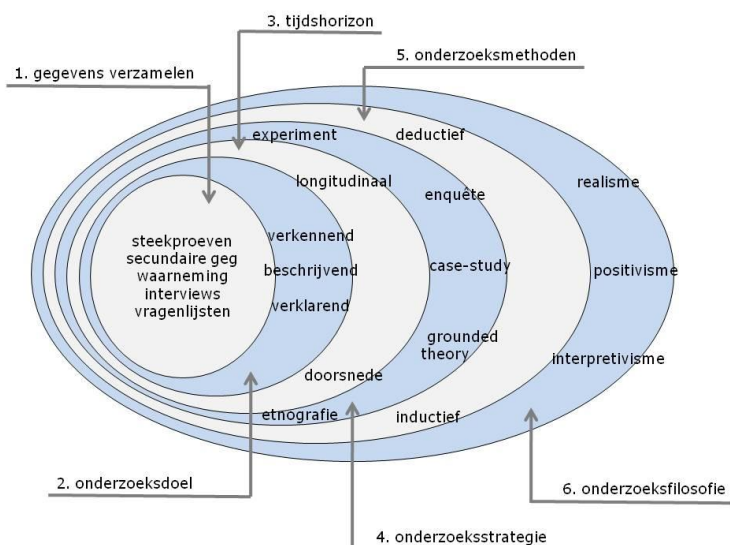 3. tijdshorizon
5. onderzoeksmethoden
1. gegevens verzamelen
experiment
deductief
longitudinaal
realisme
enquête
steekproeven
secundaire geg
waarneming
interviews
vragenlijsten
verkennend
beschrijvend
verklarend
case-study
positivisme
grounded
theory
interpretivisme
doorsnede
etnografie
inductief
2. onderzoeksdoel
6. onderzoeksfilosofie
4. onderzoeksstrategie